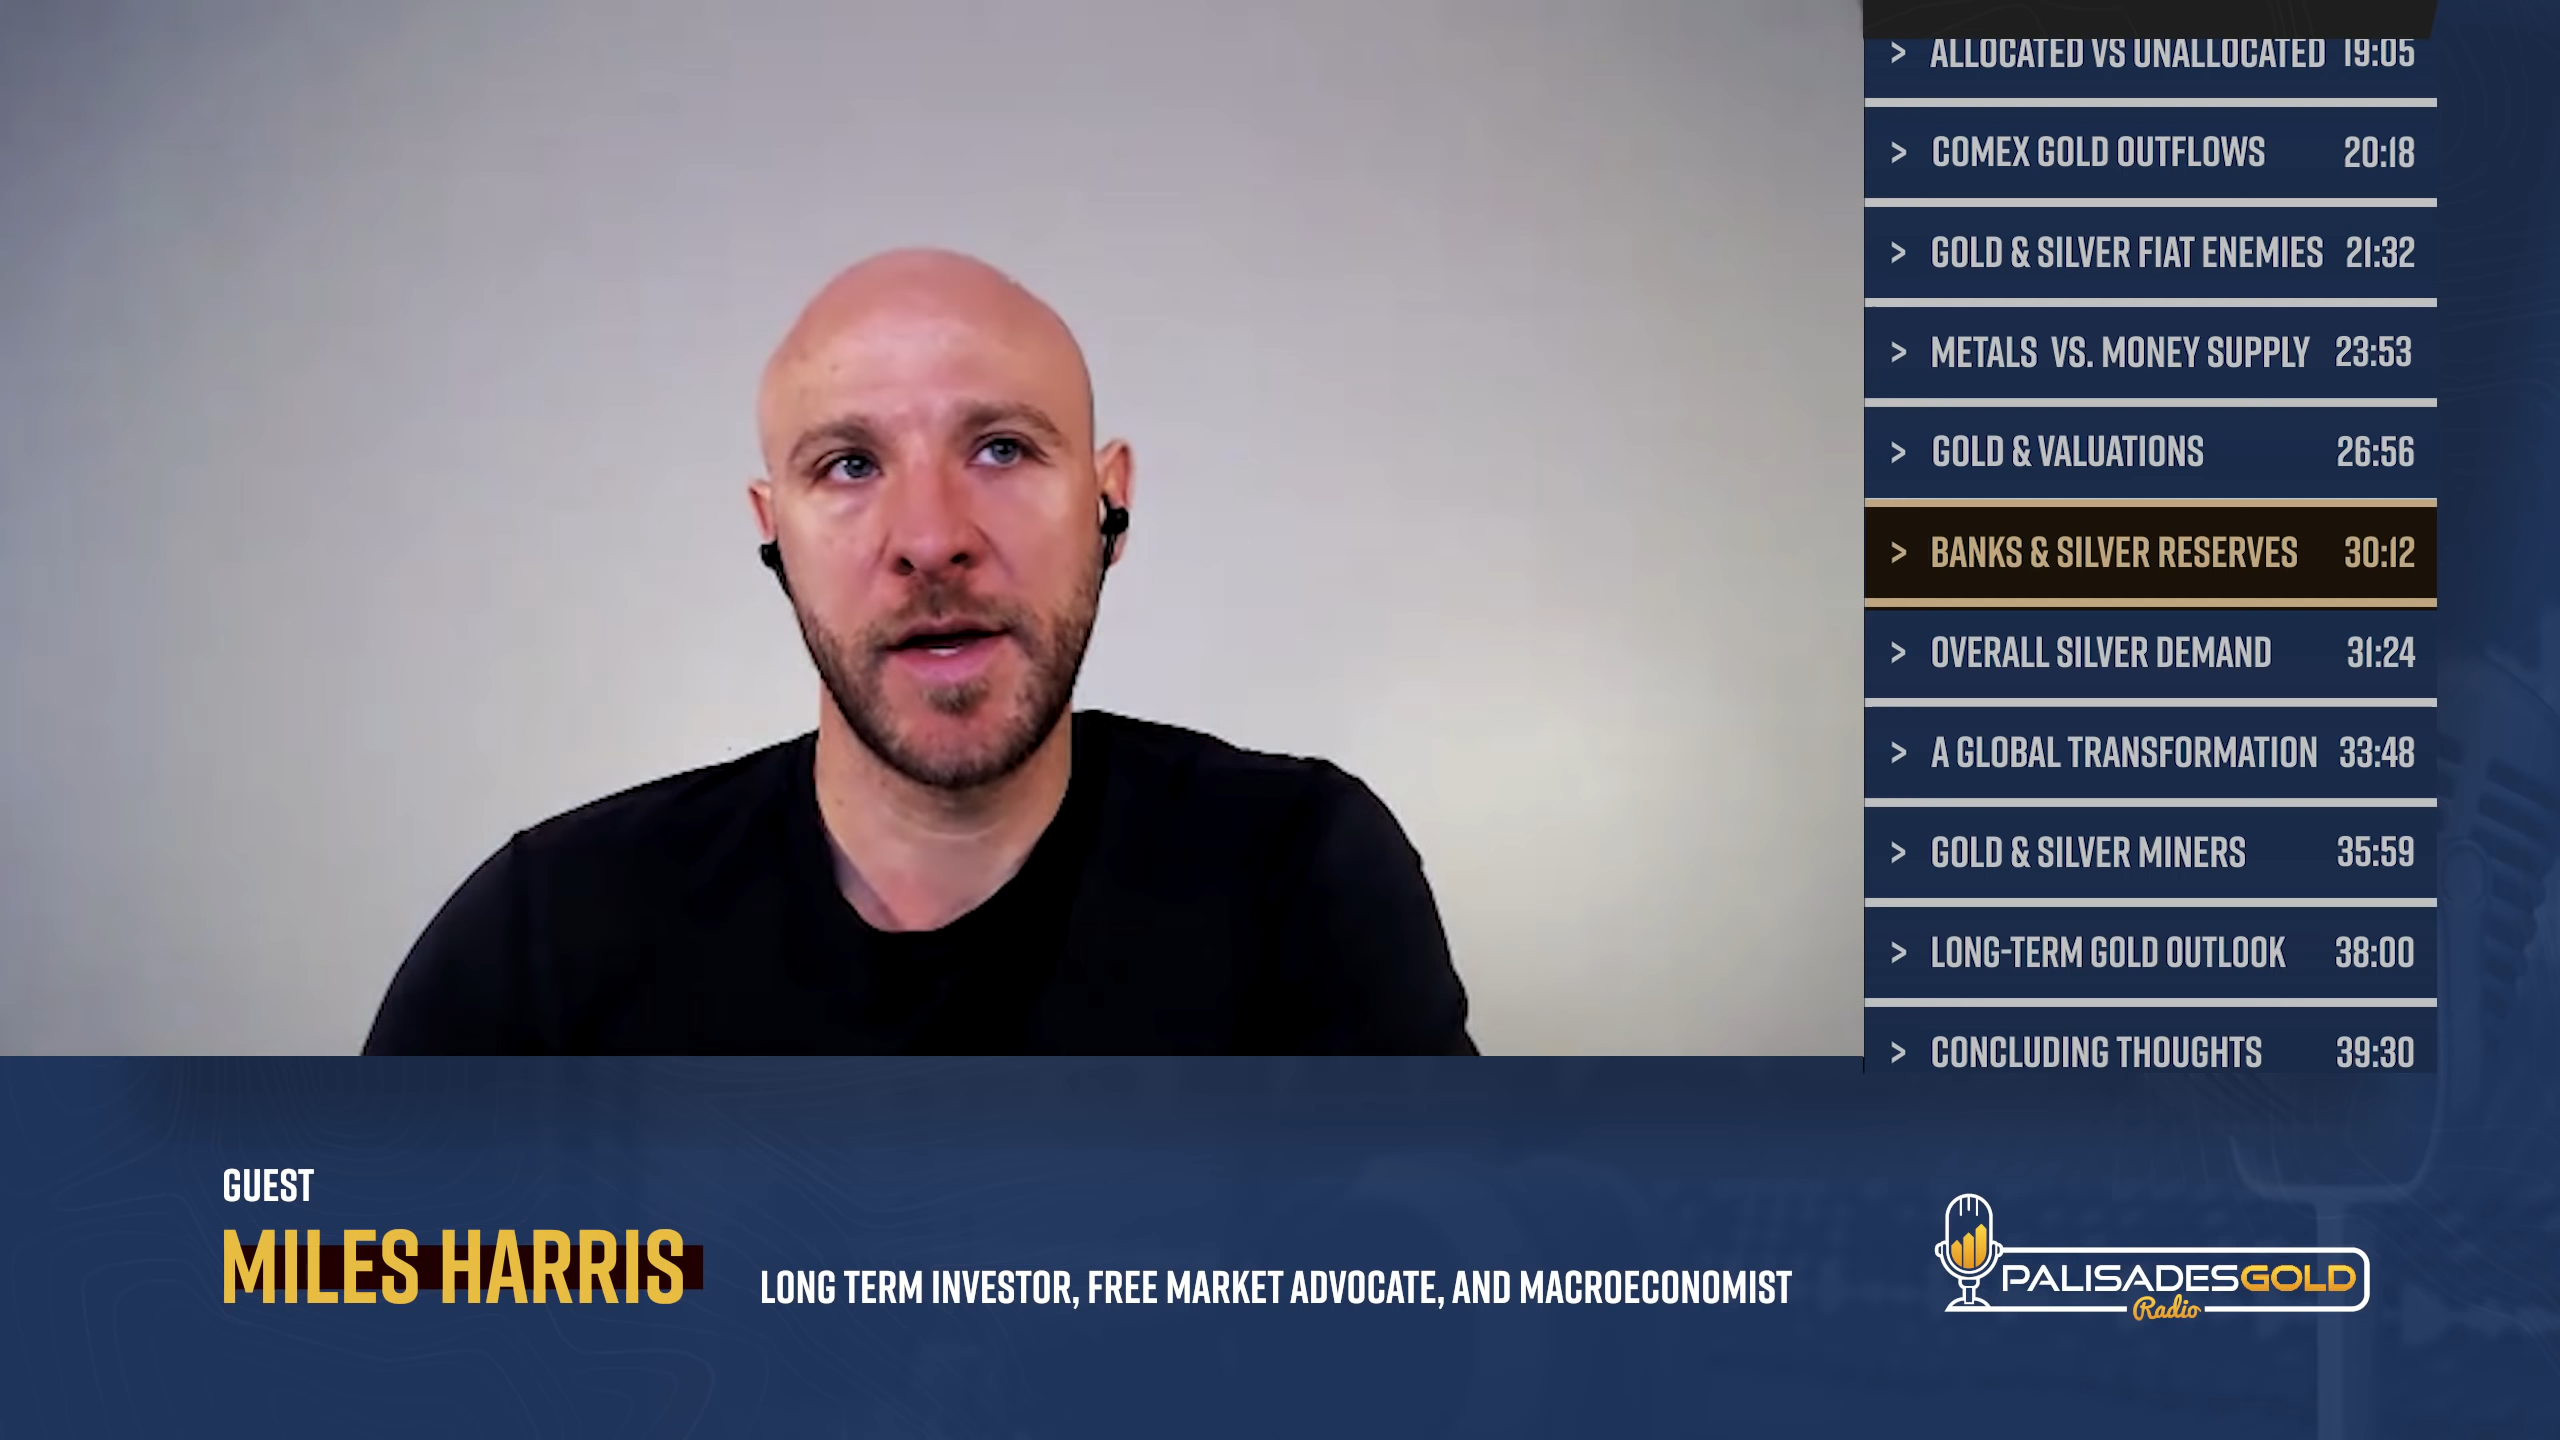 > ALLOCATED VS UNALLOCATED 19:05
> COMEX GOLD OUTFLOWS 20:18
> GOLD & SILVER FIAT ENEMIES 21:32
> METALS VS. MONEY SUPPLY 23:53
> GOLD & VALUATIONS 26:56
> BANKS & SILVER RESERVES 30:12
> OVERALL SILVER DEMAND 31:24
> A GLOBAL TRANSFORMATION 33:48
> GOLD & SILVER MINERS 35:59
> LONG-TERM GOLD OUTLOOK 38:00
> CONCLUDING THOUGHTS 39:30
GUEST
MILES HARRIS
LONG TERM INVESTOR, FREE MARKET ADVOCATE, AND MACROECONOMIST
PALISADESGOLD
Radio